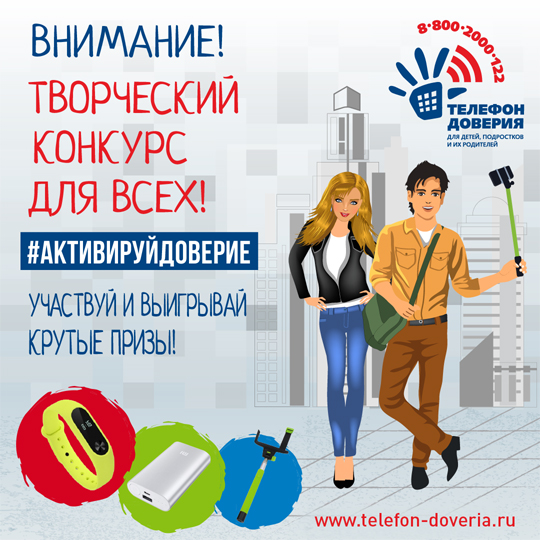 ВНИМАНИЕ!
ТВОРЧЕСКИЙ
КОНКУРС
ДЛЯ ВСЕХ!
#АКТИВИРУЙДОВЕРИЕ
УЧАСТВУЙ И ВЫИГРЫВАЙ
КРУТЫЕ ПРИЗЫ!
8-800-2000-122
ТЕЛЕФОН
ДОВЕРИЯ
ДЛЯ ДЕТЕЙ, ПОДРОСТКОВ
И ИХ РОДИТЕЛЕЙ
www.telefon-doveria.ru